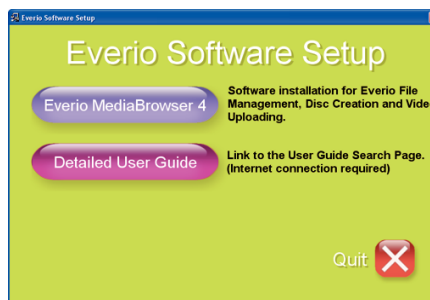 Everio Software Setup
Everio Software Setup
Everio MediaBrowser 4
Software installation for Everio File
Management, Disc Creation and
Uploading.
Detailed User Guide
Link to the User Guide Search Page.
(Internet connection required)
Quit